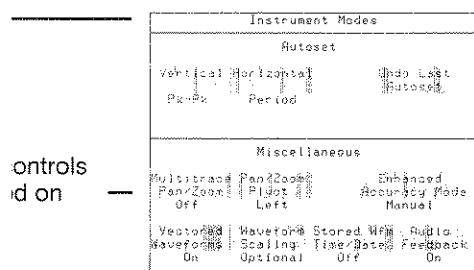 Instrument Modes
Autoset
Vertical Horizontal Undo Last
Autoset
Pk-Pk Period
Miscellaneous
ontrols
d on
Multitrace Pan/Zoom Enhanced
Pan/Zoom Pivot Accuracy Mode
Off Left Manual
Vectored Waveform Stored Wfm Audio
Waveforms Scaling Time/Date Feedback
On Optional Off On